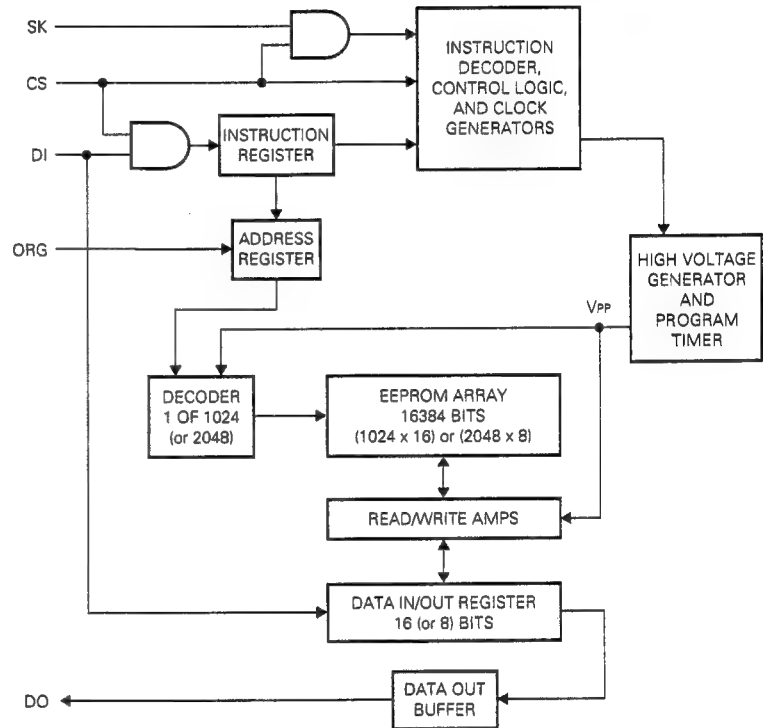 SK
CS
DI
INSTRUCTION
DECODER,
CONTROL LOGIC,
AND CLOCK
GENERATORS
INSTRUCTION
REGISTER
ORG
ADDRESS
REGISTER
HIGH VOLTAGE
GENERATOR
AND
PROGRAM
TIMER
VPP
DECODER
1 OF 1024
(or 2048)
EEPROM ARRAY
16384 BITS
(1024 x 16) or (2048 x 8)
READ/WRITE AMPS
DATA IN/OUT REGISTER
16 (or 8) BITS
DO
DATA OUT
BUFFER